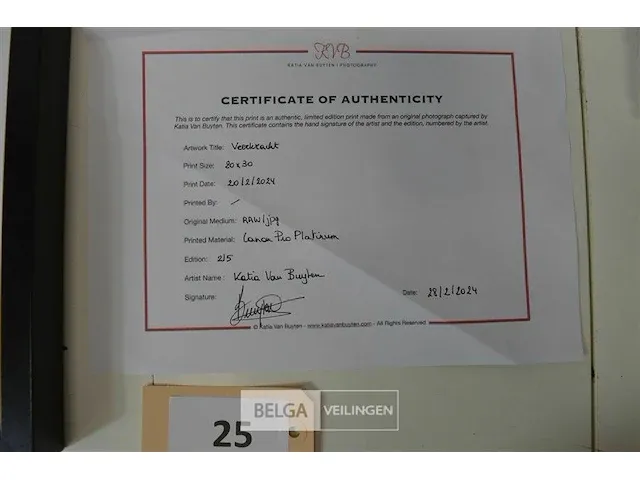 KVB
KATIA VAN BUYTEN | PHOTOGRAPHY
CERTIFICATE OF AUTHENTICITY
This is to certify that this print is an authentic, limited edition print made from an original photograph captured by
Katia Van Buyten. This certificate contains the hand signature of the artist and the edition, numbered by the artist.
Artwork Title: Veerkracht
Print Size: 20x30
Print Date: 20/2/2024
Printed By: /
Original Medium: RAW/jpg
Printed Material: Canon Pro Platinum
Edition: 2/5
Artist Name: Katia Van Buyten
Signature:
Date: 28/2/2024
© Katia Van Buyten - www.katiavanbuyten.com - All Rights Reserved
BELGA VEILINGEN
25